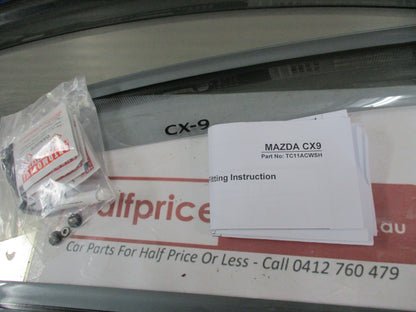 CX-9
MAZDA CX9
Part No: TC11ACWSH
itting Instruction
alfprice
au
Car Parts For Half Price Or Less - Call 0412 760 479